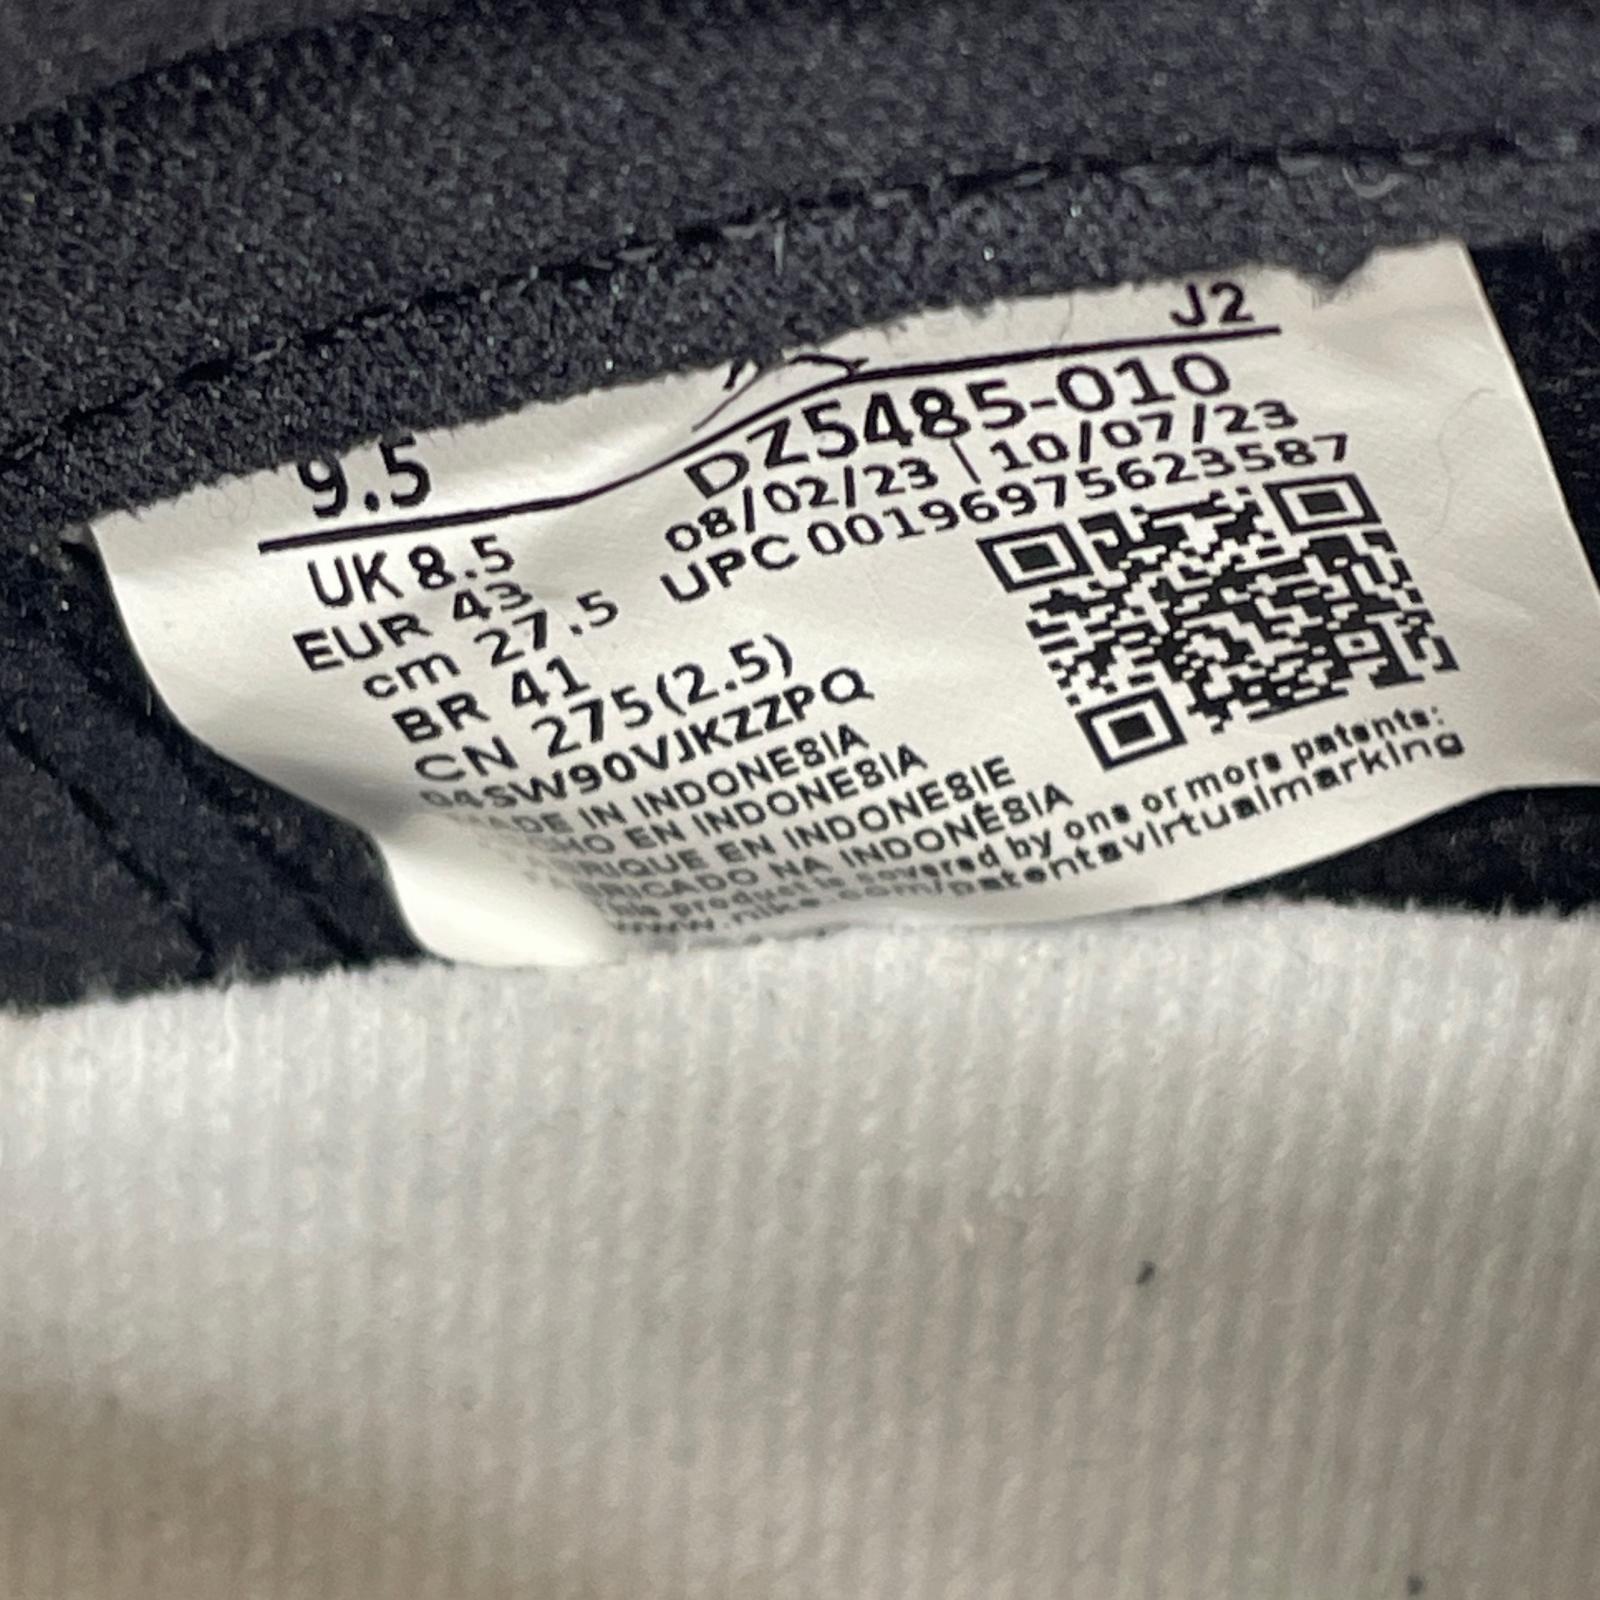 9.5
J2
UK 8.5
EUR 43
cm 27.5
BR 41
CN 275(2.5)
DZ5485-010
08/02/23 \ 10/07/23
UPC 00196975623587
04SW90VJKZZPQ
MADE IN INDONESIA
HECHO EN INDONESIA
FABRIQUE EN INDONESIE
FABRICADO NA INDONÉSIA
This product is covered by one or more patents:
www.nike.com/patentsvirtualmarking